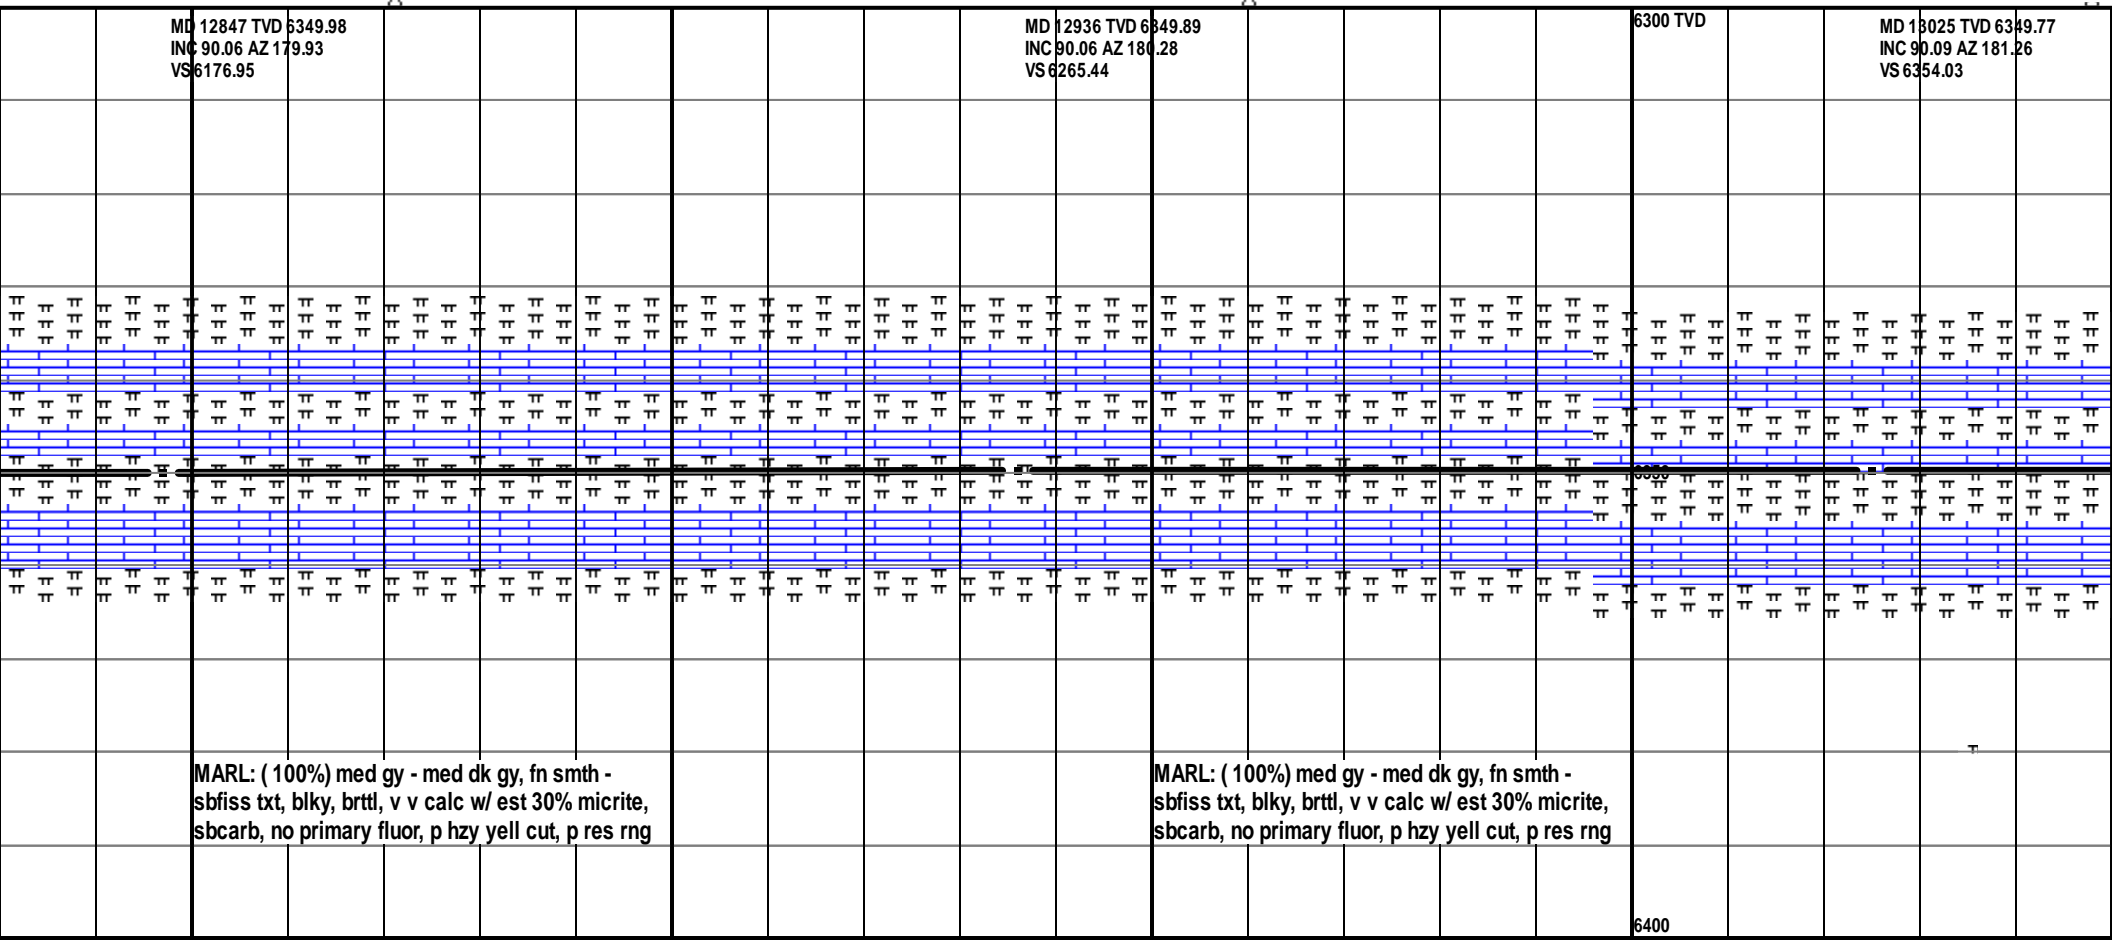 MD 12847 TVD 6349.98
INC 90.06 AZ 179.93
VS 6176.95
MD 12936 TVD 6349.89
INC 90.06 AZ 180.28
VS 6265.44
6300 TVD
MD 13025 TVD 6349.77
INC 90.09 AZ 181.26
VS 6354.03
6350
MARL: ( 100%) med gy - med dk gy, fn smth -
sbfiss txt, blky, brttl, v v calc w/ est 30% micrite,
sbcarb, no primary fluor, p hzy yell cut, p res rng
MARL: ( 100%) med gy - med dk gy, fn smth -
sbfiss txt, blky, brttl, v v calc w/ est 30% micrite,
sbcarb, no primary fluor, p hzy yell cut, p res rng
6400